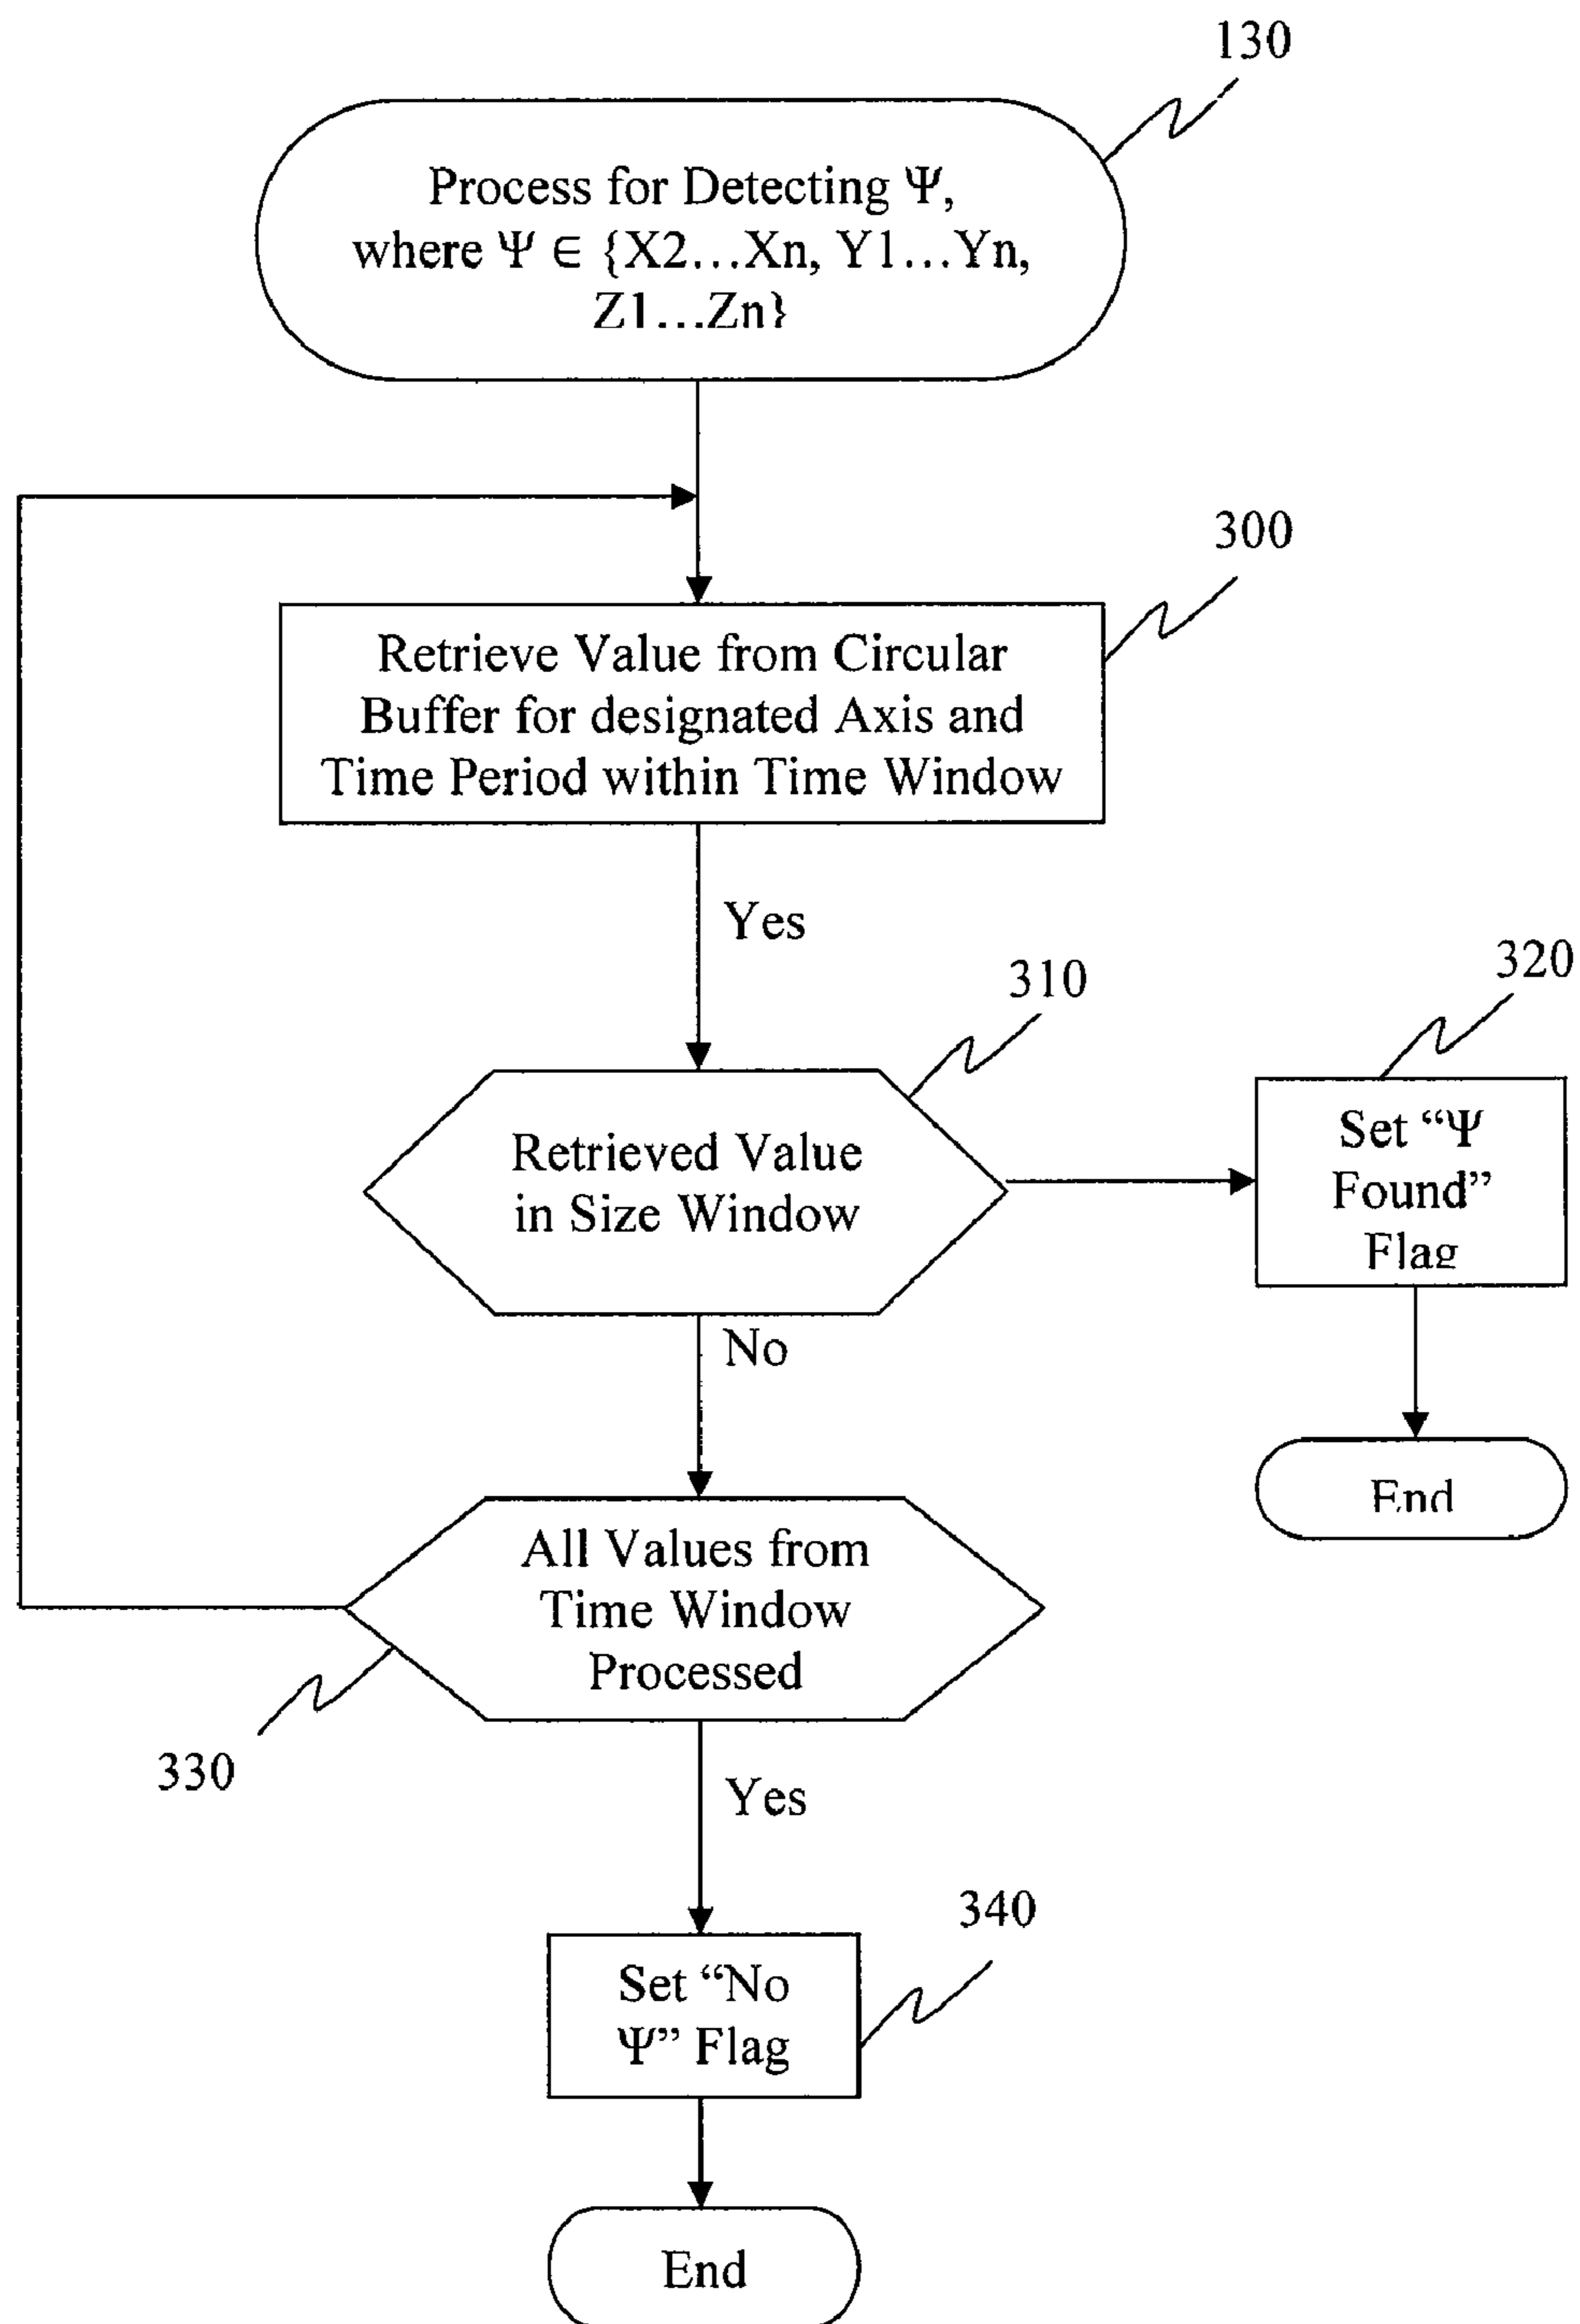 130
Process for Detecting Ψ,
where Ψ ∈ {X2...Xn, Y1...Yn,
Z1...Zn}
300
Retrieve Value from Circular
Buffer for designated Axis and
Time Period within Time Window
Yes
310
320
Retrieved Value
in Size Window
Set “Ψ
Found”
Flag
No
End
All Values from
Time Window
Processed
330
Yes
340
Set “No
Ψ” Flag
End